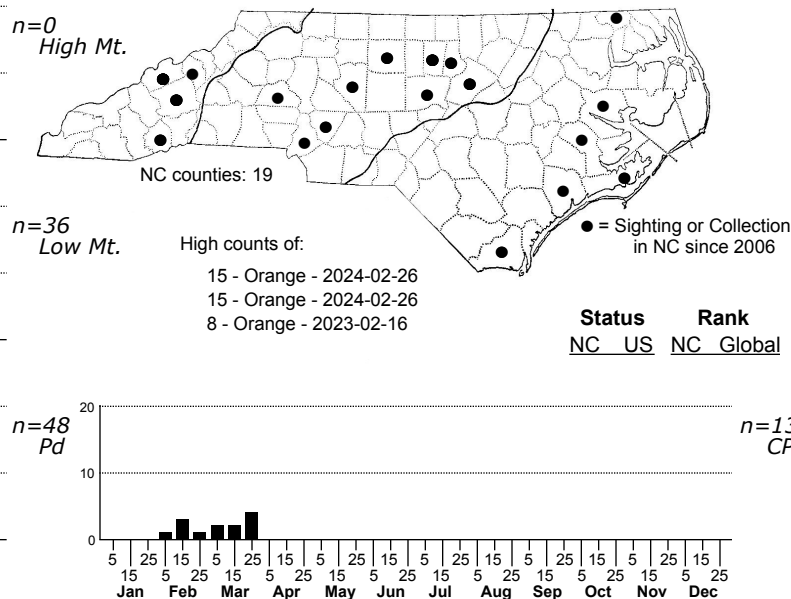 n=0
High Mt.
NC counties: 19
n=36
Low Mt.
High counts of:
15 - Orange - 2024-02-26
15 - Orange - 2024-02-26
8 - Orange - 2023-02-16
● = Sighting or Collection
in NC since 2006
Status Rank
NC US NC Global
n=48
Pd
20
10
0
n=13
CP
5 15 25 5 15 25 5 15 25 5 15 25 5 15 25 5 15 25
15 25 5 15 25 5 15 25 5 15 25 5 15 25 5 15 25
Jan Feb Mar Apr May Jun Jul Aug Sep Oct Nov Dec